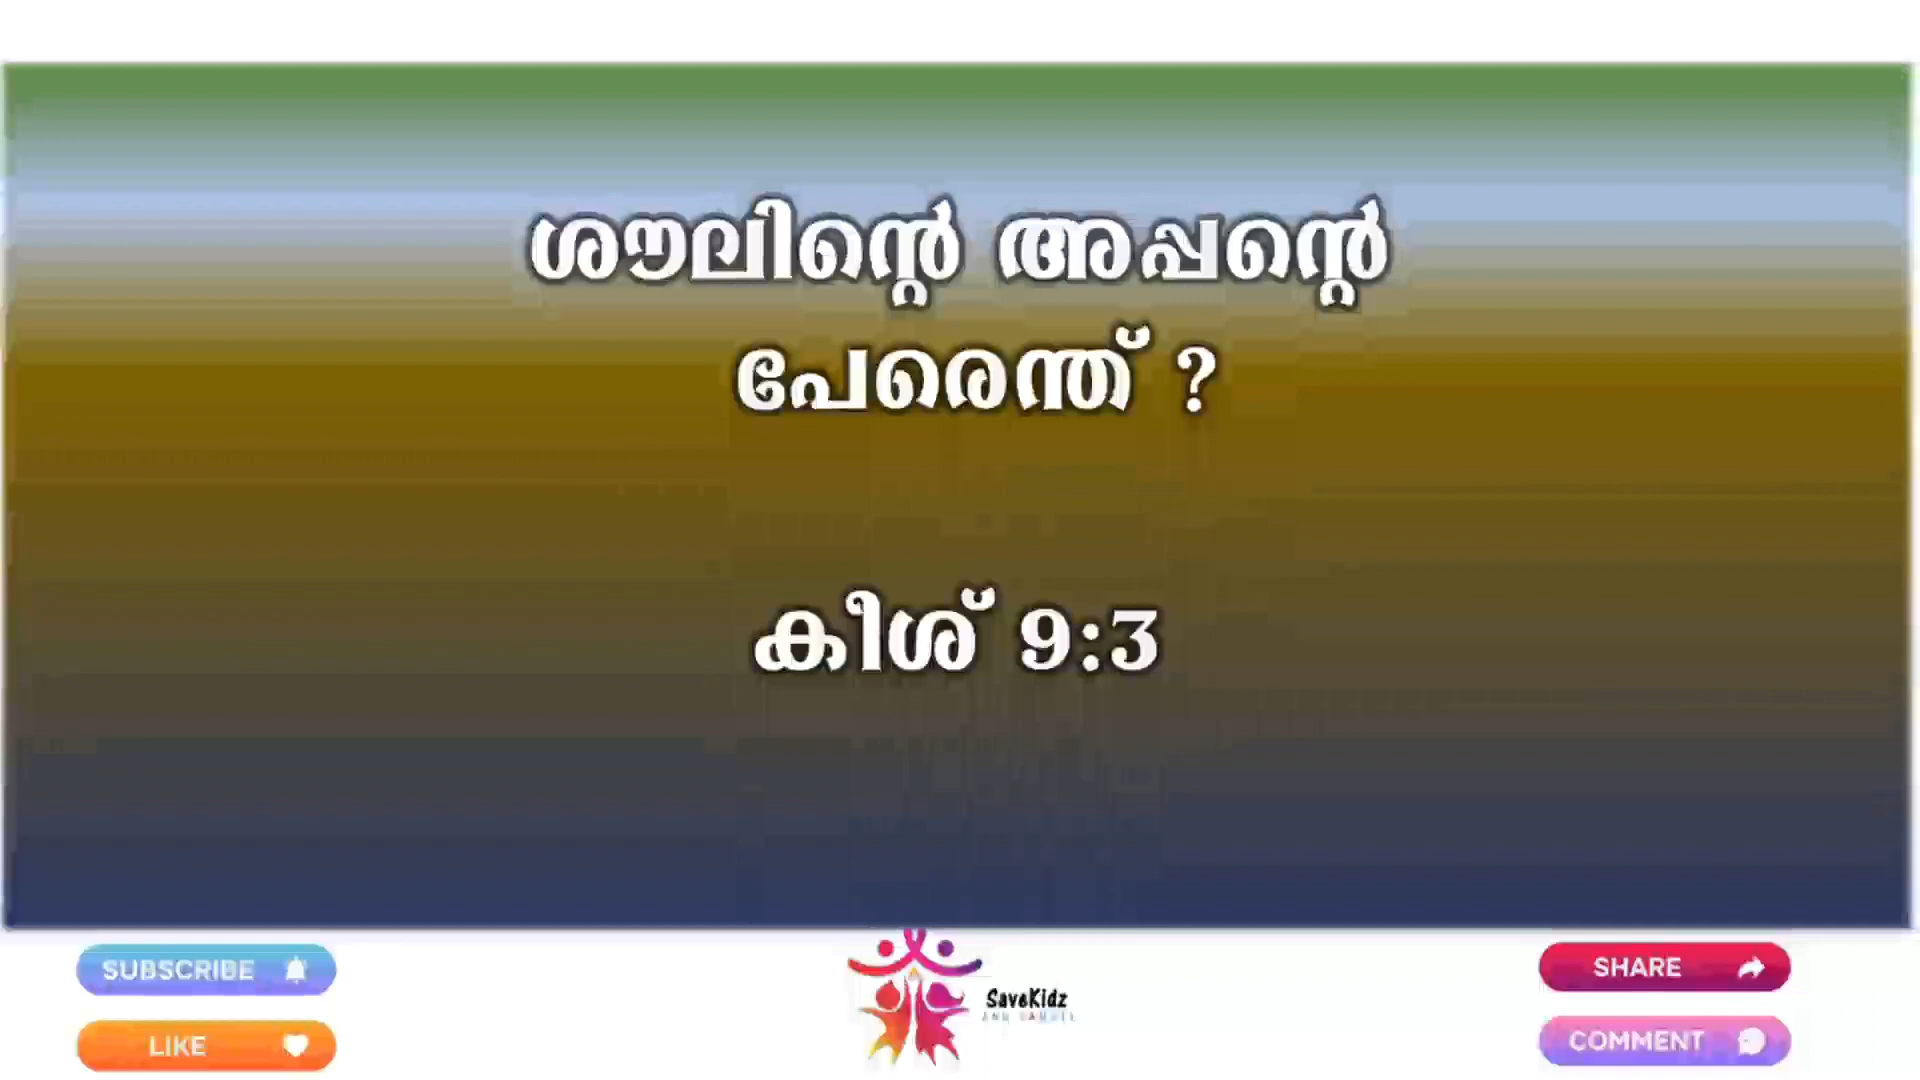 ശൗലിന്റെ അപ്പന്റെ
പേരെന്ത് ?
കീശ് 9:3
SUBSCRIBE
LIKE
SaveKidz
SHARE
COMMENT